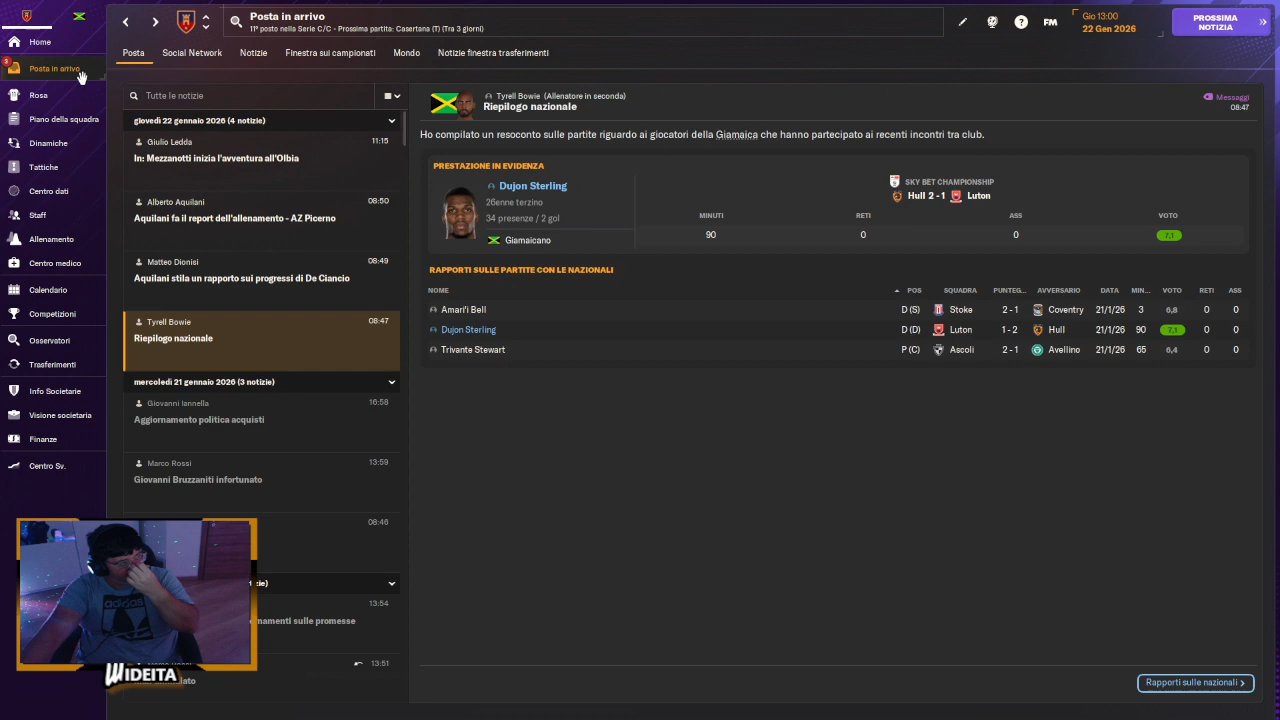 Posta in arrivo
11° posto nella Serie C/C - Prossima partita: Casertana (T) (Tra 3 giorni)
FM
Gio 13:00
22 Gen 2026
PROSSIMA NOTIZIA
Posta
Social Network
Notizie
Finestra sui campionati
Mondo
Notizie finestra trasferimenti
Home
3
Posta in arrivo
Rosa
Piano della squadra
Dinamiche
Tattiche
Centro dati
Staff
Allenamento
Centro medico
Calendario
Competizioni
Osservatori
Trasferimenti
Info Societarie
Visione societaria
Finanze
Centro Sv.
Tutte le notizie
giovedì 22 gennaio 2026 (4 notizie)
Giulio Ledda 11:15
In: Mezzanotti inizia l'avventura all'Olbia
Alberto Aquilani 08:50
Aquilani fa il report dell'allenamento - AZ Picerno
Matteo Dionisi 08:49
Aquilani stila un rapporto sui progressi di De Ciancio
Tyrell Bowie 08:47
Riepilogo nazionale
mercoledì 21 gennaio 2026 (3 notizie)
Giovanni Iannella 16:58
Aggiornamento politica acquisti
Marco Rossi 13:59
Giovanni Bruzzaniti infortunato
08:46
zie)
13:54
namenti sulle promesse
13:51
Tyrell Bowie (Allenatore in seconda)
Riepilogo nazionale
Messaggi
08:47
Ho compilato un resoconto sulle partite riguardo ai giocatori della Giamaica che hanno partecipato ai recenti incontri tra club.
PRESTAZIONE IN EVIDENZA
Dujon Sterling
26enne terzino
34 presenze / 2 gol
Giamaicano
SKY BET CHAMPIONSHIP
Hull 2 - 1 Luton
MINUTI RETI ASS VOTO
90 0 0 7,1
RAPPORTI SULLE PARTITE CON LE NAZIONALI
NOME POS SQUADRA PUNTEG... AVVERSARIO DATA MIN... VOTO RETI ASS
Amari'i Bell D (S) Stoke 2 - 1 Coventry 21/1/26 3 6,8 0 0
Dujon Sterling D (D) Luton 1 - 2 Hull 21/1/26 90 7,1 0 0
Trivante Stewart P (C) Ascoli 2 - 1 Avellino 21/1/26 65 6,4 0 0
Rapporti sulle nazionali
adidas
WIDEITA